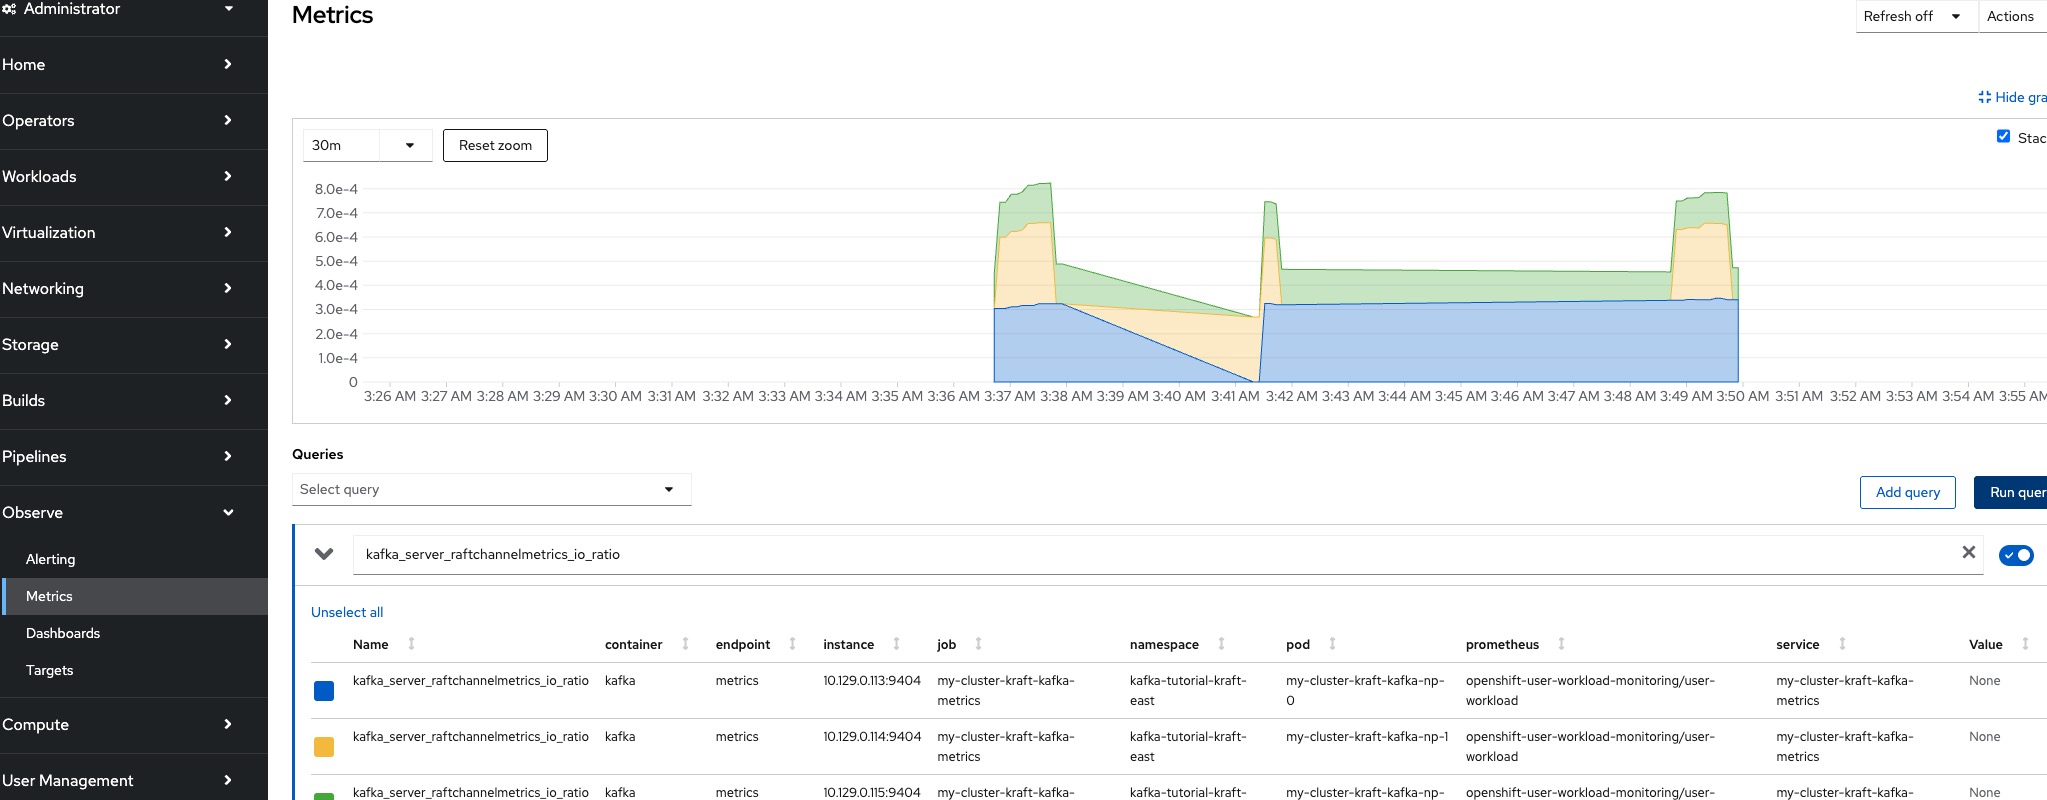 Administrator
Home
Operators
Workloads
Virtualization
Networking
Storage
Builds
Pipelines
Observe
Alerting
Metrics
Dashboards
Targets
Compute
User Management
Metrics
Refresh off
Actions
Hide gra
30m
Reset zoom
Stac
8.0e-4
7.0e-4
6.0e-4
5.0e-4
4.0e-4
3.0e-4
2.0e-4
1.0e-4
0
3:26 AM 3:27 AM 3:28 AM 3:29 AM 3:30 AM 3:31 AM 3:32 AM 3:33 AM 3:34 AM 3:35 AM 3:36 AM 3:37 AM 3:38 AM 3:39 AM 3:40 AM 3:41 AM 3:42 AM 3:43 AM 3:44 AM 3:45 AM 3:46 AM 3:47 AM 3:48 AM 3:49 AM 3:50 AM 3:51 AM 3:52 AM 3:53 AM 3:54 AM 3:55 AM
Queries
Select query
Add query
Run quer
kafka_server_raftchannelmetrics_io_ratio
Unselect all
Name container endpoint instance job namespace pod prometheus service Value
kafka_server_raftchannelmetrics_io_ratio kafka metrics 10.129.0.113:9404 my-cluster-kraft-kafka- kafka-tutorial-kraft- my-cluster-kraft-kafka-np- openshift-user-workload-monitoring/user- my-cluster-kraft-kafka- None
metrics east 0 workload metrics
kafka_server_raftchannelmetrics_io_ratio kafka metrics 10.129.0.114:9404 my-cluster-kraft-kafka- kafka-tutorial-kraft- my-cluster-kraft-kafka-np-1 openshift-user-workload-monitoring/user- my-cluster-kraft-kafka- None
metrics east workload metrics
kafka_server_raftchannelmetrics_io_ratio kafka metrics 10.129.0.115:9404 my-cluster-kraft-kafka- kafka-tutorial-kraft- my-cluster-kraft-kafka-np- openshift-user-workload-monitoring/user- my-cluster-kraft-kafka- None